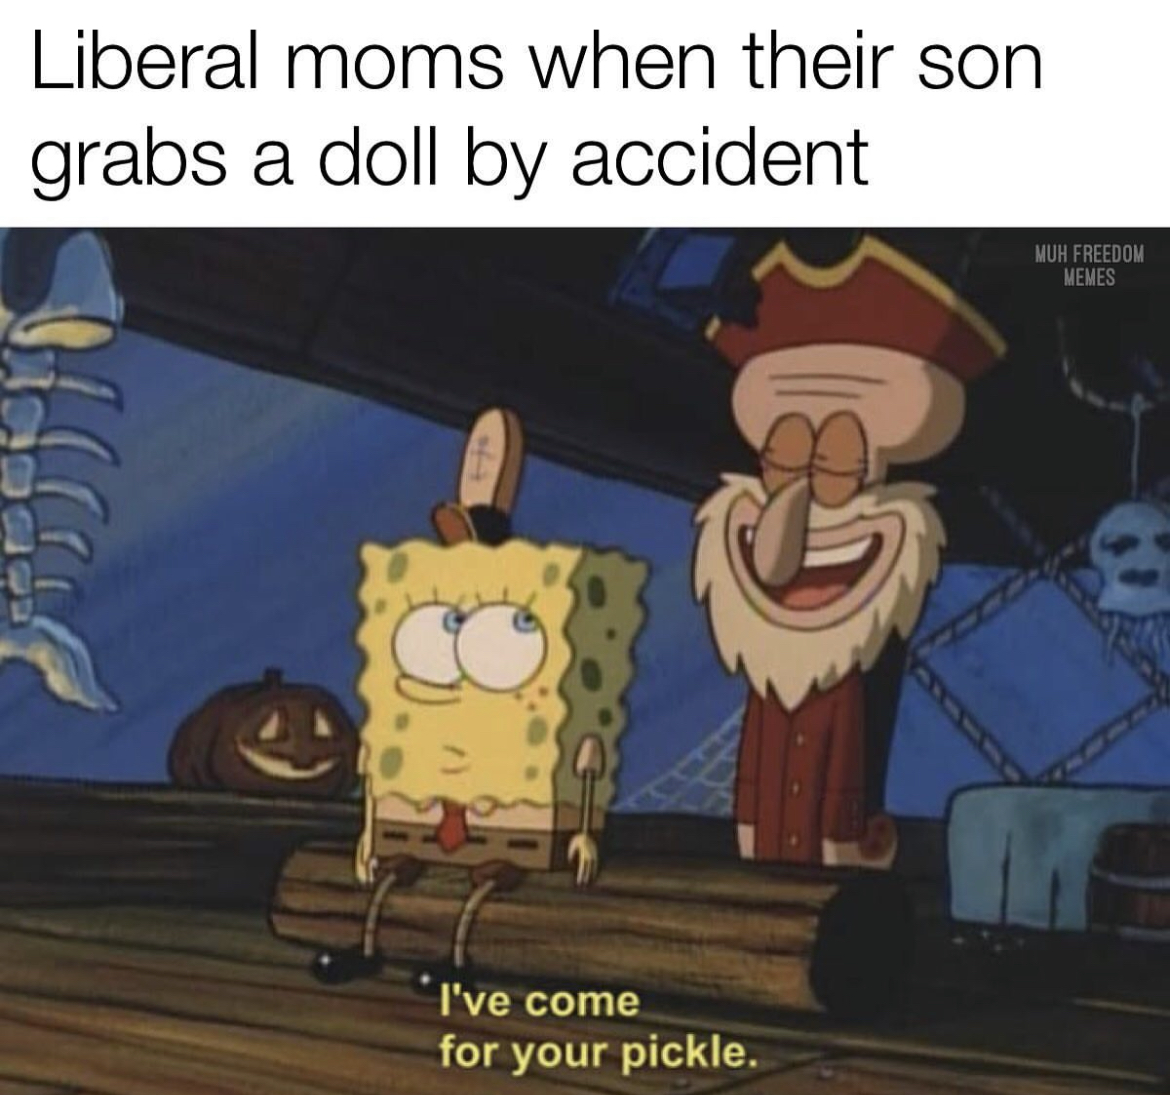 Liberal moms when their son
grabs a doll by accident
MUH FREEDOM
MEMES
I've come
for your pickle.